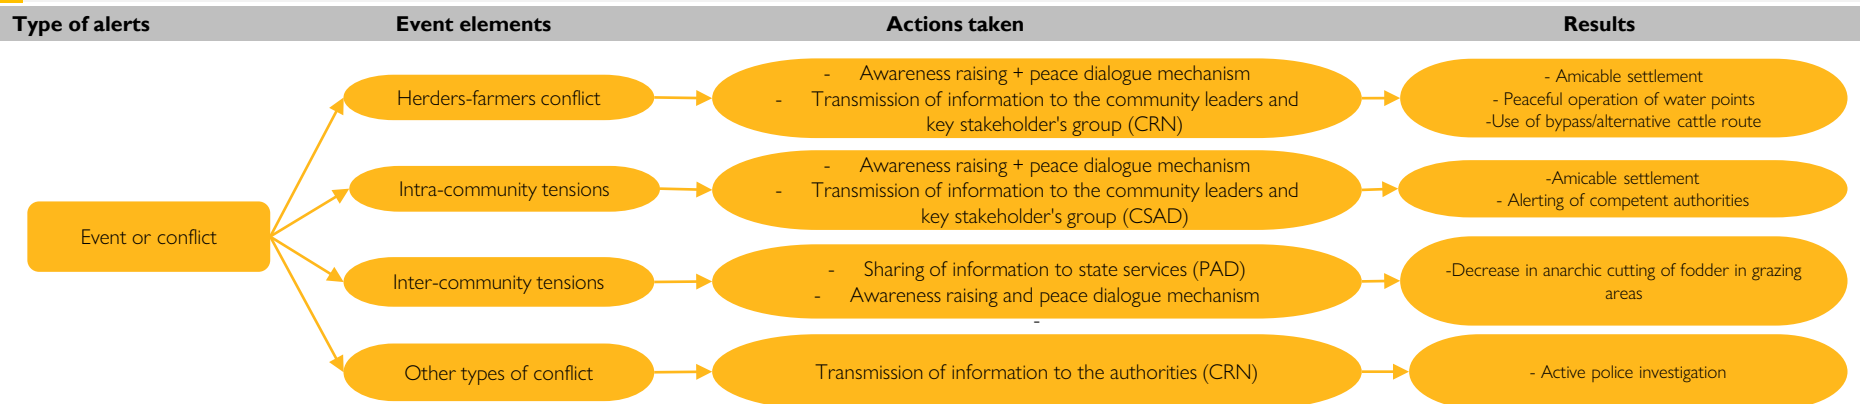 Type of alerts
Event elements
Actions taken
Results
Event or conflict
Herders-farmers conflict
- Awareness raising + peace dialogue mechanism
- Transmission of information to the community leaders and
key stakeholder's group (CRN)
- Amicable settlement
- Peaceful operation of water points
-Use of bypass/alternative cattle route
Intra-community tensions
- Awareness raising + peace dialogue mechanism
- Transmission of information to the community leaders and
key stakeholder's group (CSAD)
-Amicable settlement
- Alerting of competent authorities
Inter-community tensions
- Sharing of information to state services (PAD)
- Awareness raising and peace dialogue mechanism
-
-Decrease in anarchic cutting of fodder in grazing
areas
Other types of conflict
Transmission of information to the authorities (CRN)
- Active police investigation